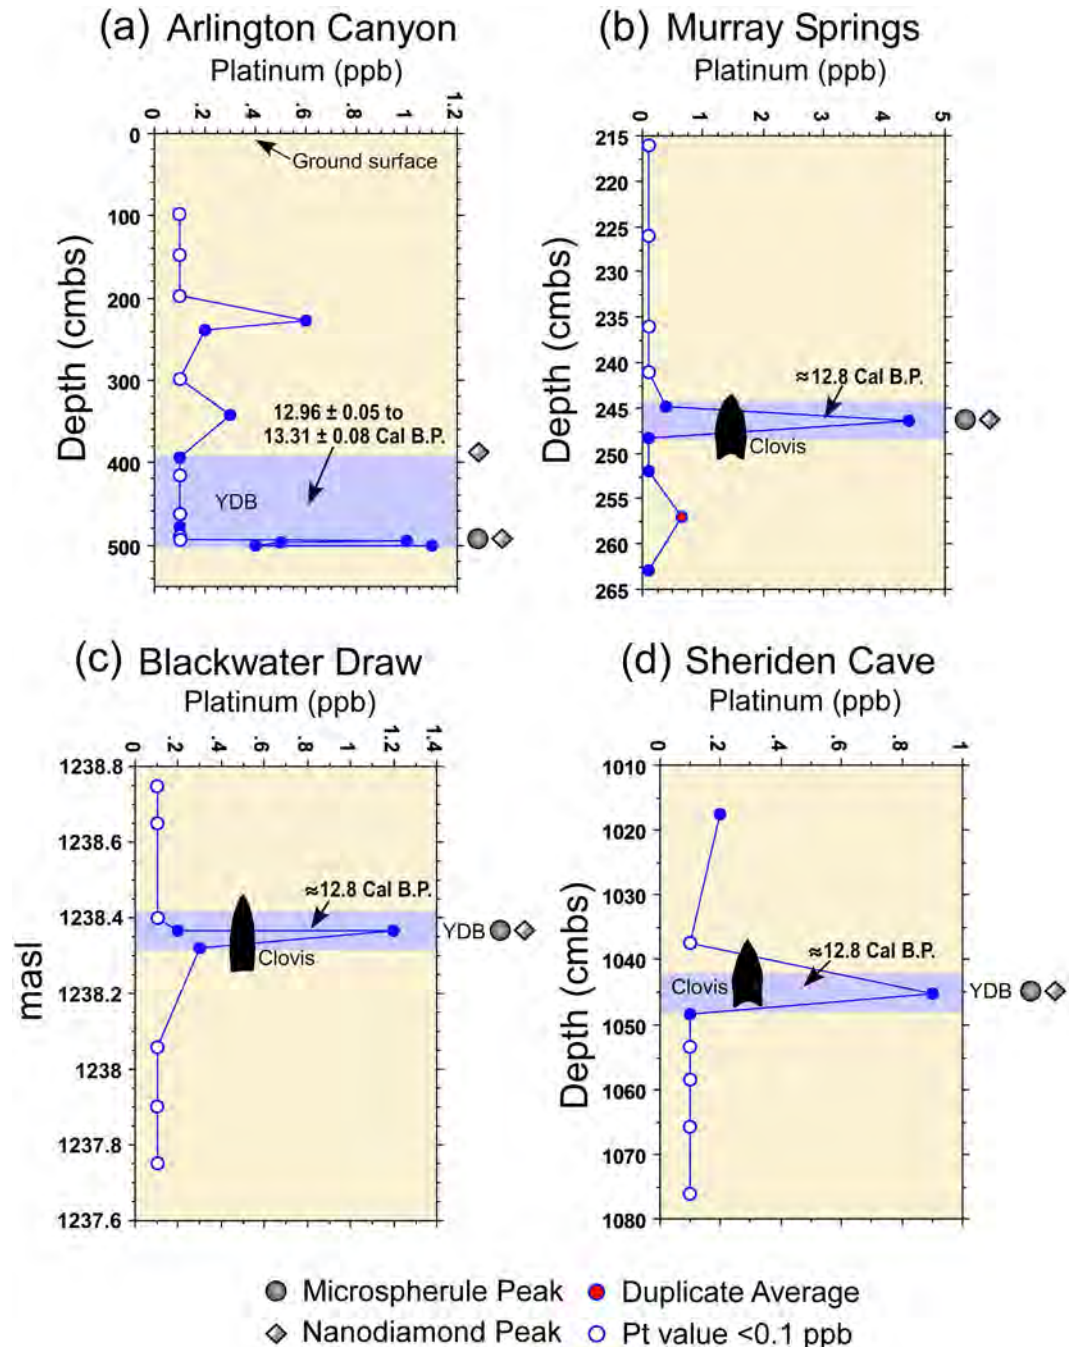 (a) Arlington Canyon
Platinum (ppb)
0 .2 .4 .6 .8 1 1.2
Depth (cmbs)
0
100
200
300
400
500
Ground surface
12.96 ± 0.05 to
13.31 ± 0.08 Cal B.P.
YDB
(b) Murray Springs
Platinum (ppb)
0 1 2 3 4 5
Depth (cmbs)
215
220
225
230
235
240
245
250
255
260
265
≈12.8 Cal B.P.
Clovis
(c) Blackwater Draw
Platinum (ppb)
0 .2 .4 .6 .8 1 1.2 1.4
masl
1238.8
1238.6
1238.4
1238.2
1238
1237.8
1237.6
≈12.8 Cal B.P.
Clovis
YDB
(d) Sheriden Cave
Platinum (ppb)
0 .2 .4 .6 .8 1
Depth (cmbs)
1010
1020
1030
1040
1050
1060
1070
1080
≈12.8 Cal B.P.
Clovis
YDB
Microspherule Peak
Duplicate Average
Nanodiamond Peak
Pt value <0.1 ppb